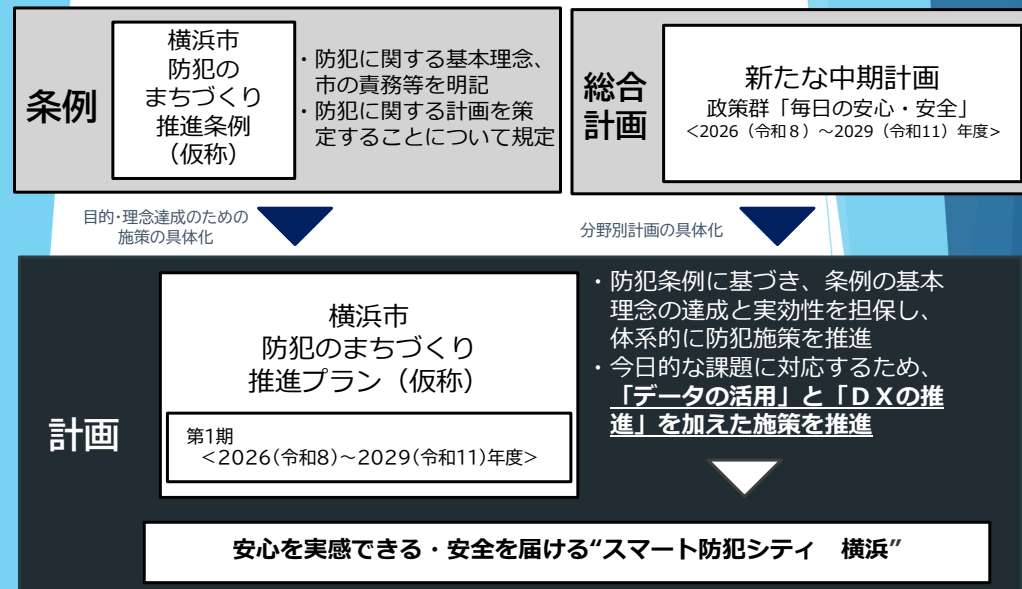 条例
横浜市
防犯の
まちづくり
推進条例
（仮称）
・防犯に関する基本理念、
市の責務等を明記
・防犯に関する計画を策
定することについて規定
総合
計画
新たな中期計画
政策群「毎日の安心・安全」
<2026（令和８）～2029（令和11）年度>
目的・理念達成のための
施策の具体化
分野別計画の具体化
計画
横浜市
防犯のまちづくり
推進プラン（仮称）
第1期
<2026(令和8)～2029(令和11)年度>
・防犯条例に基づき、条例の基本
理念の達成と実効性を担保し、
体系的に防犯施策を推進
・今日的な課題に対応するため、
「データの活用」と「ＤＸの推
進」を加えた施策を推進
安心を実感できる・安全を届ける“スマート防犯シティ　横浜”